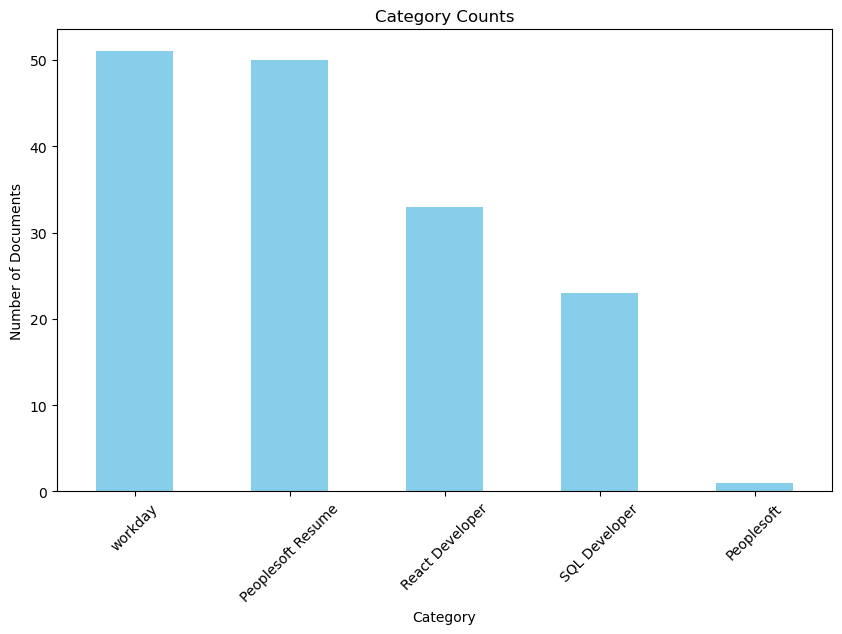 Category Counts
Number of Documents
50
40
30
20
10
0
workday
Peoplesoft Resume
React Developer
SQL Developer
Peoplesoft
Category